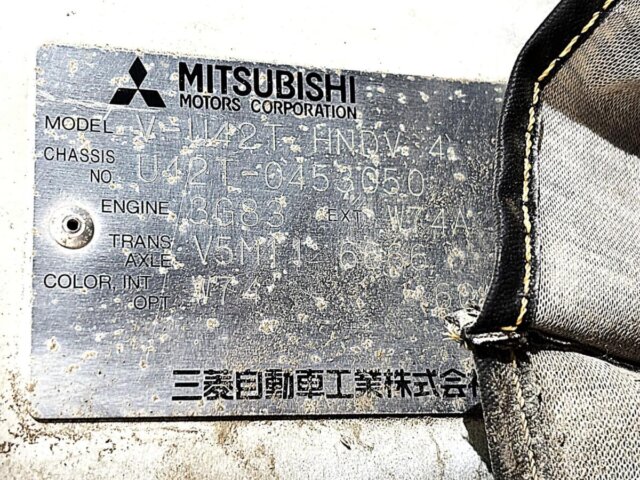 MITSUBISHI
MOTORS CORPORATION
MODEL V-U42T HNDV 4
CHASSIS NO. U42T-0453050
ENGINE 3G83 EXT W74A
TRANS AXLE V5MT1
COLOR, INT OPT W74
三菱自動車工業株式会